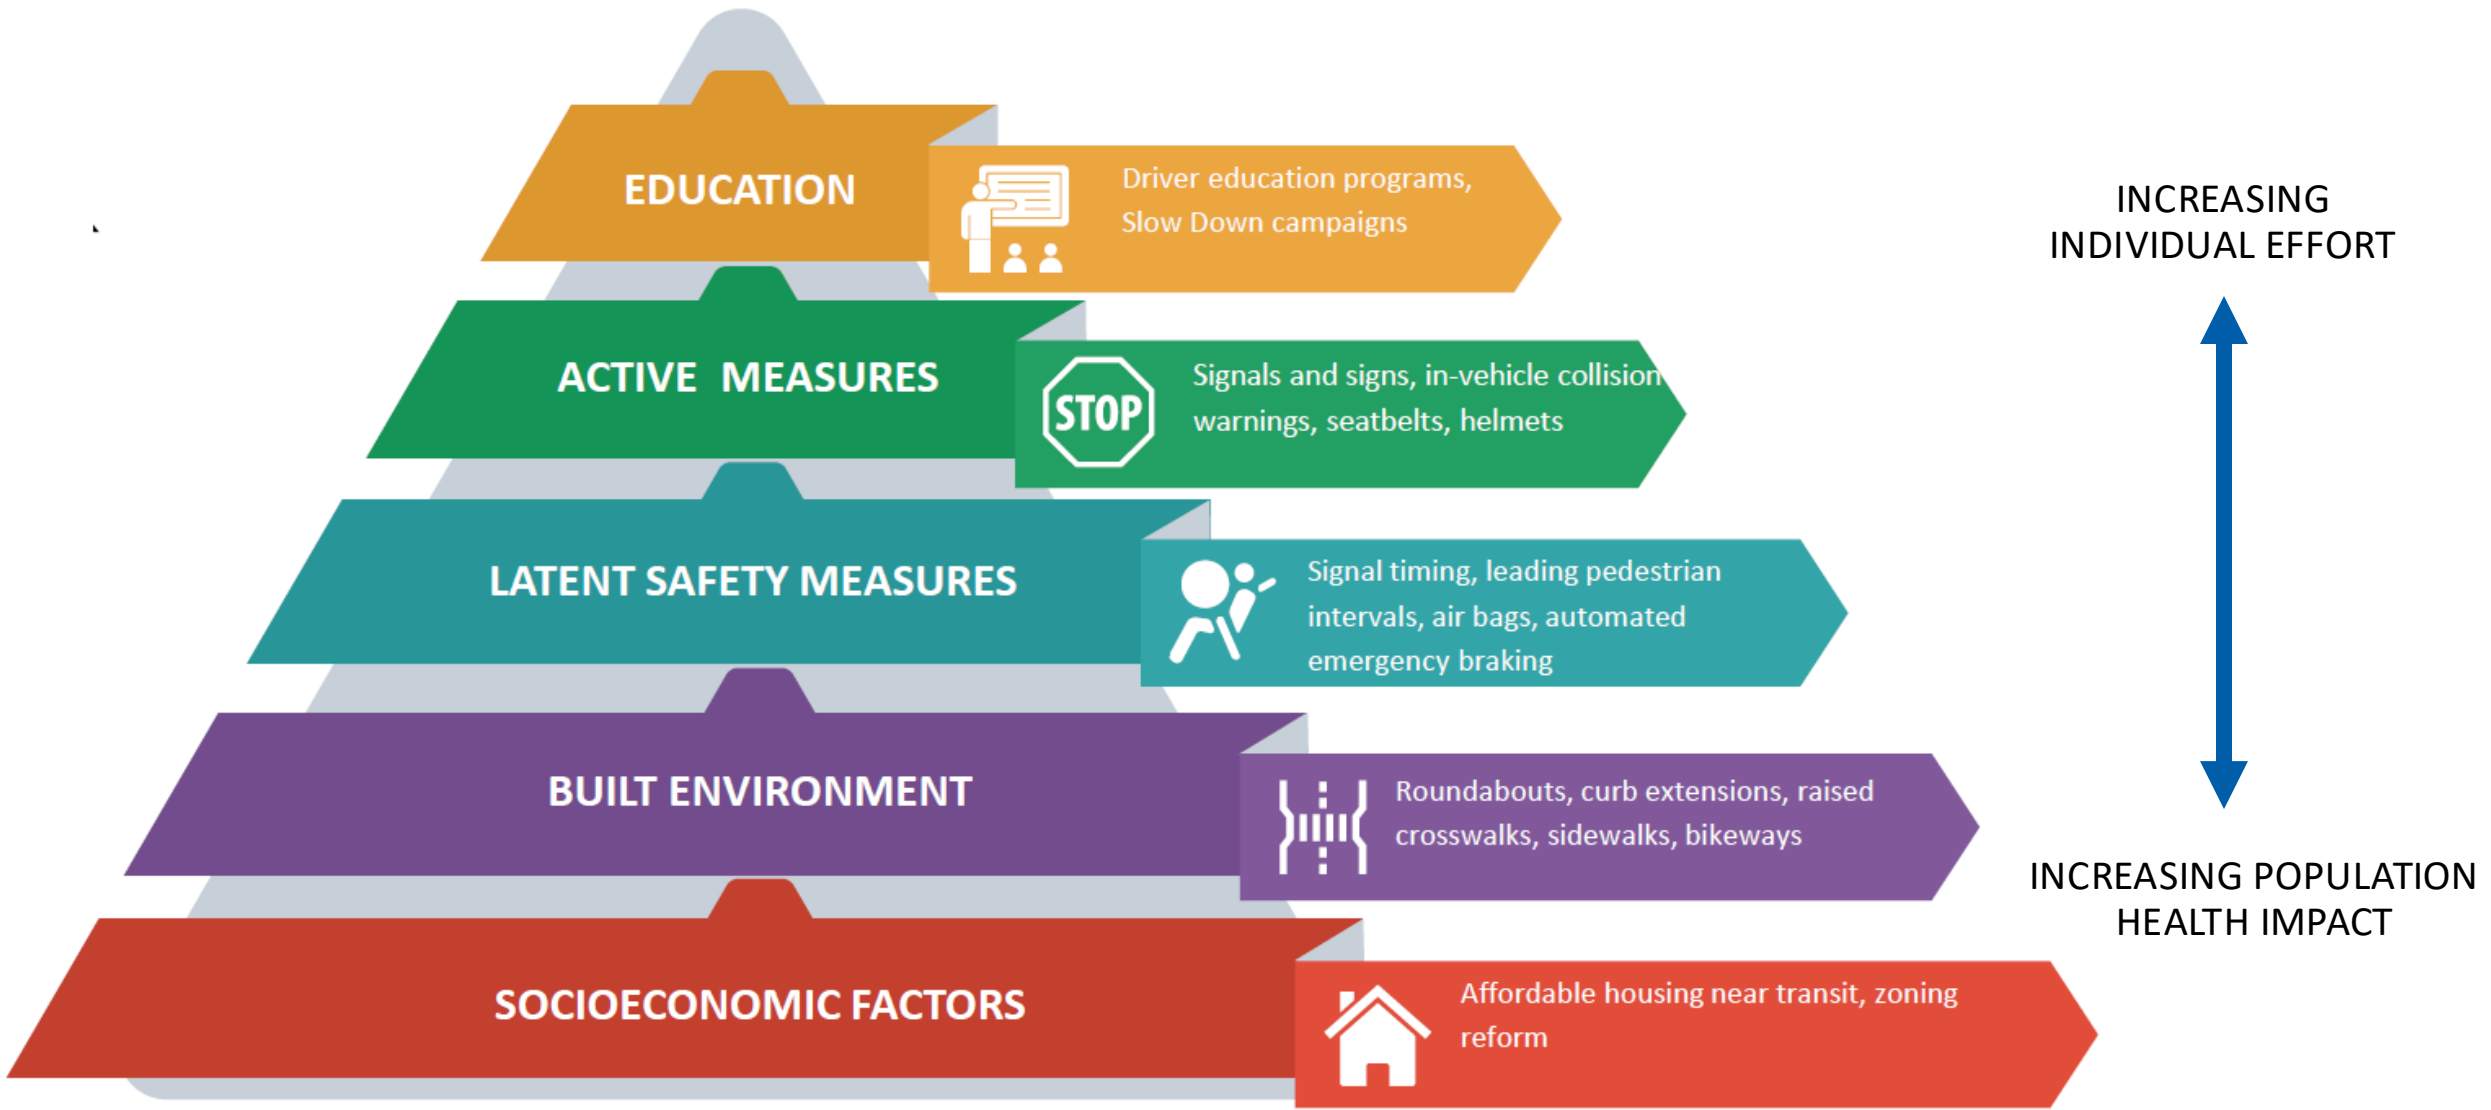 EDUCATION
Driver education programs,
Slow Down campaigns
INCREASING
INDIVIDUAL EFFORT
ACTIVE MEASURES
STOP
Signals and signs, in-vehicle collision
warnings, seatbelts, helmets
LATENT SAFETY MEASURES
Signal timing, leading pedestrian
intervals, air bags, automated
emergency braking
BUILT ENVIRONMENT
Roundabouts, curb extensions, raised
crosswalks, sidewalks, bikeways
INCREASING POPULATION
HEALTH IMPACT
SOCIOECONOMIC FACTORS
Affordable housing near transit, zoning
reform